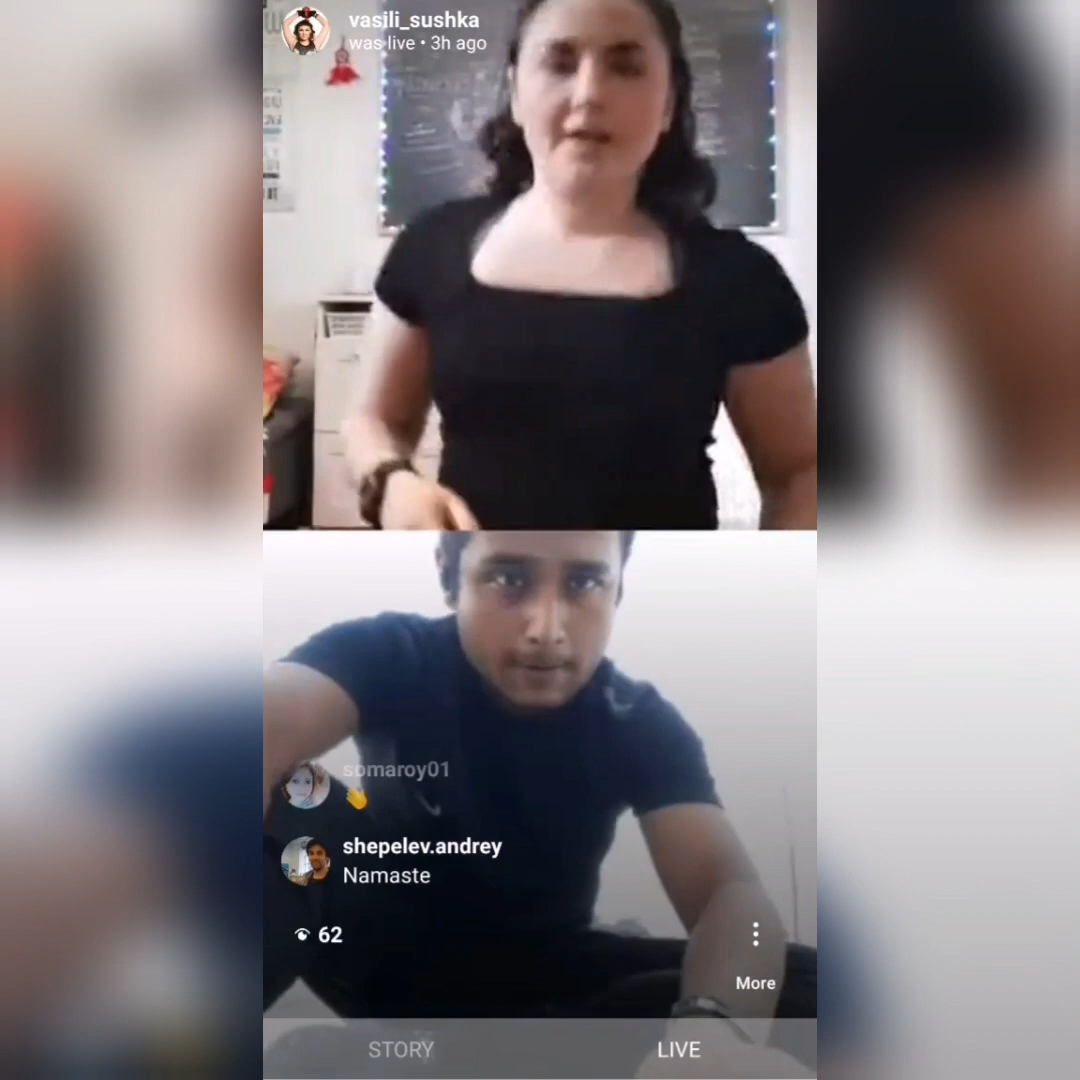 vasili_sushka
was live • 3h ago
somaroy01
👋
shepelev.andrey
Namaste
62
More
STORY
LIVE